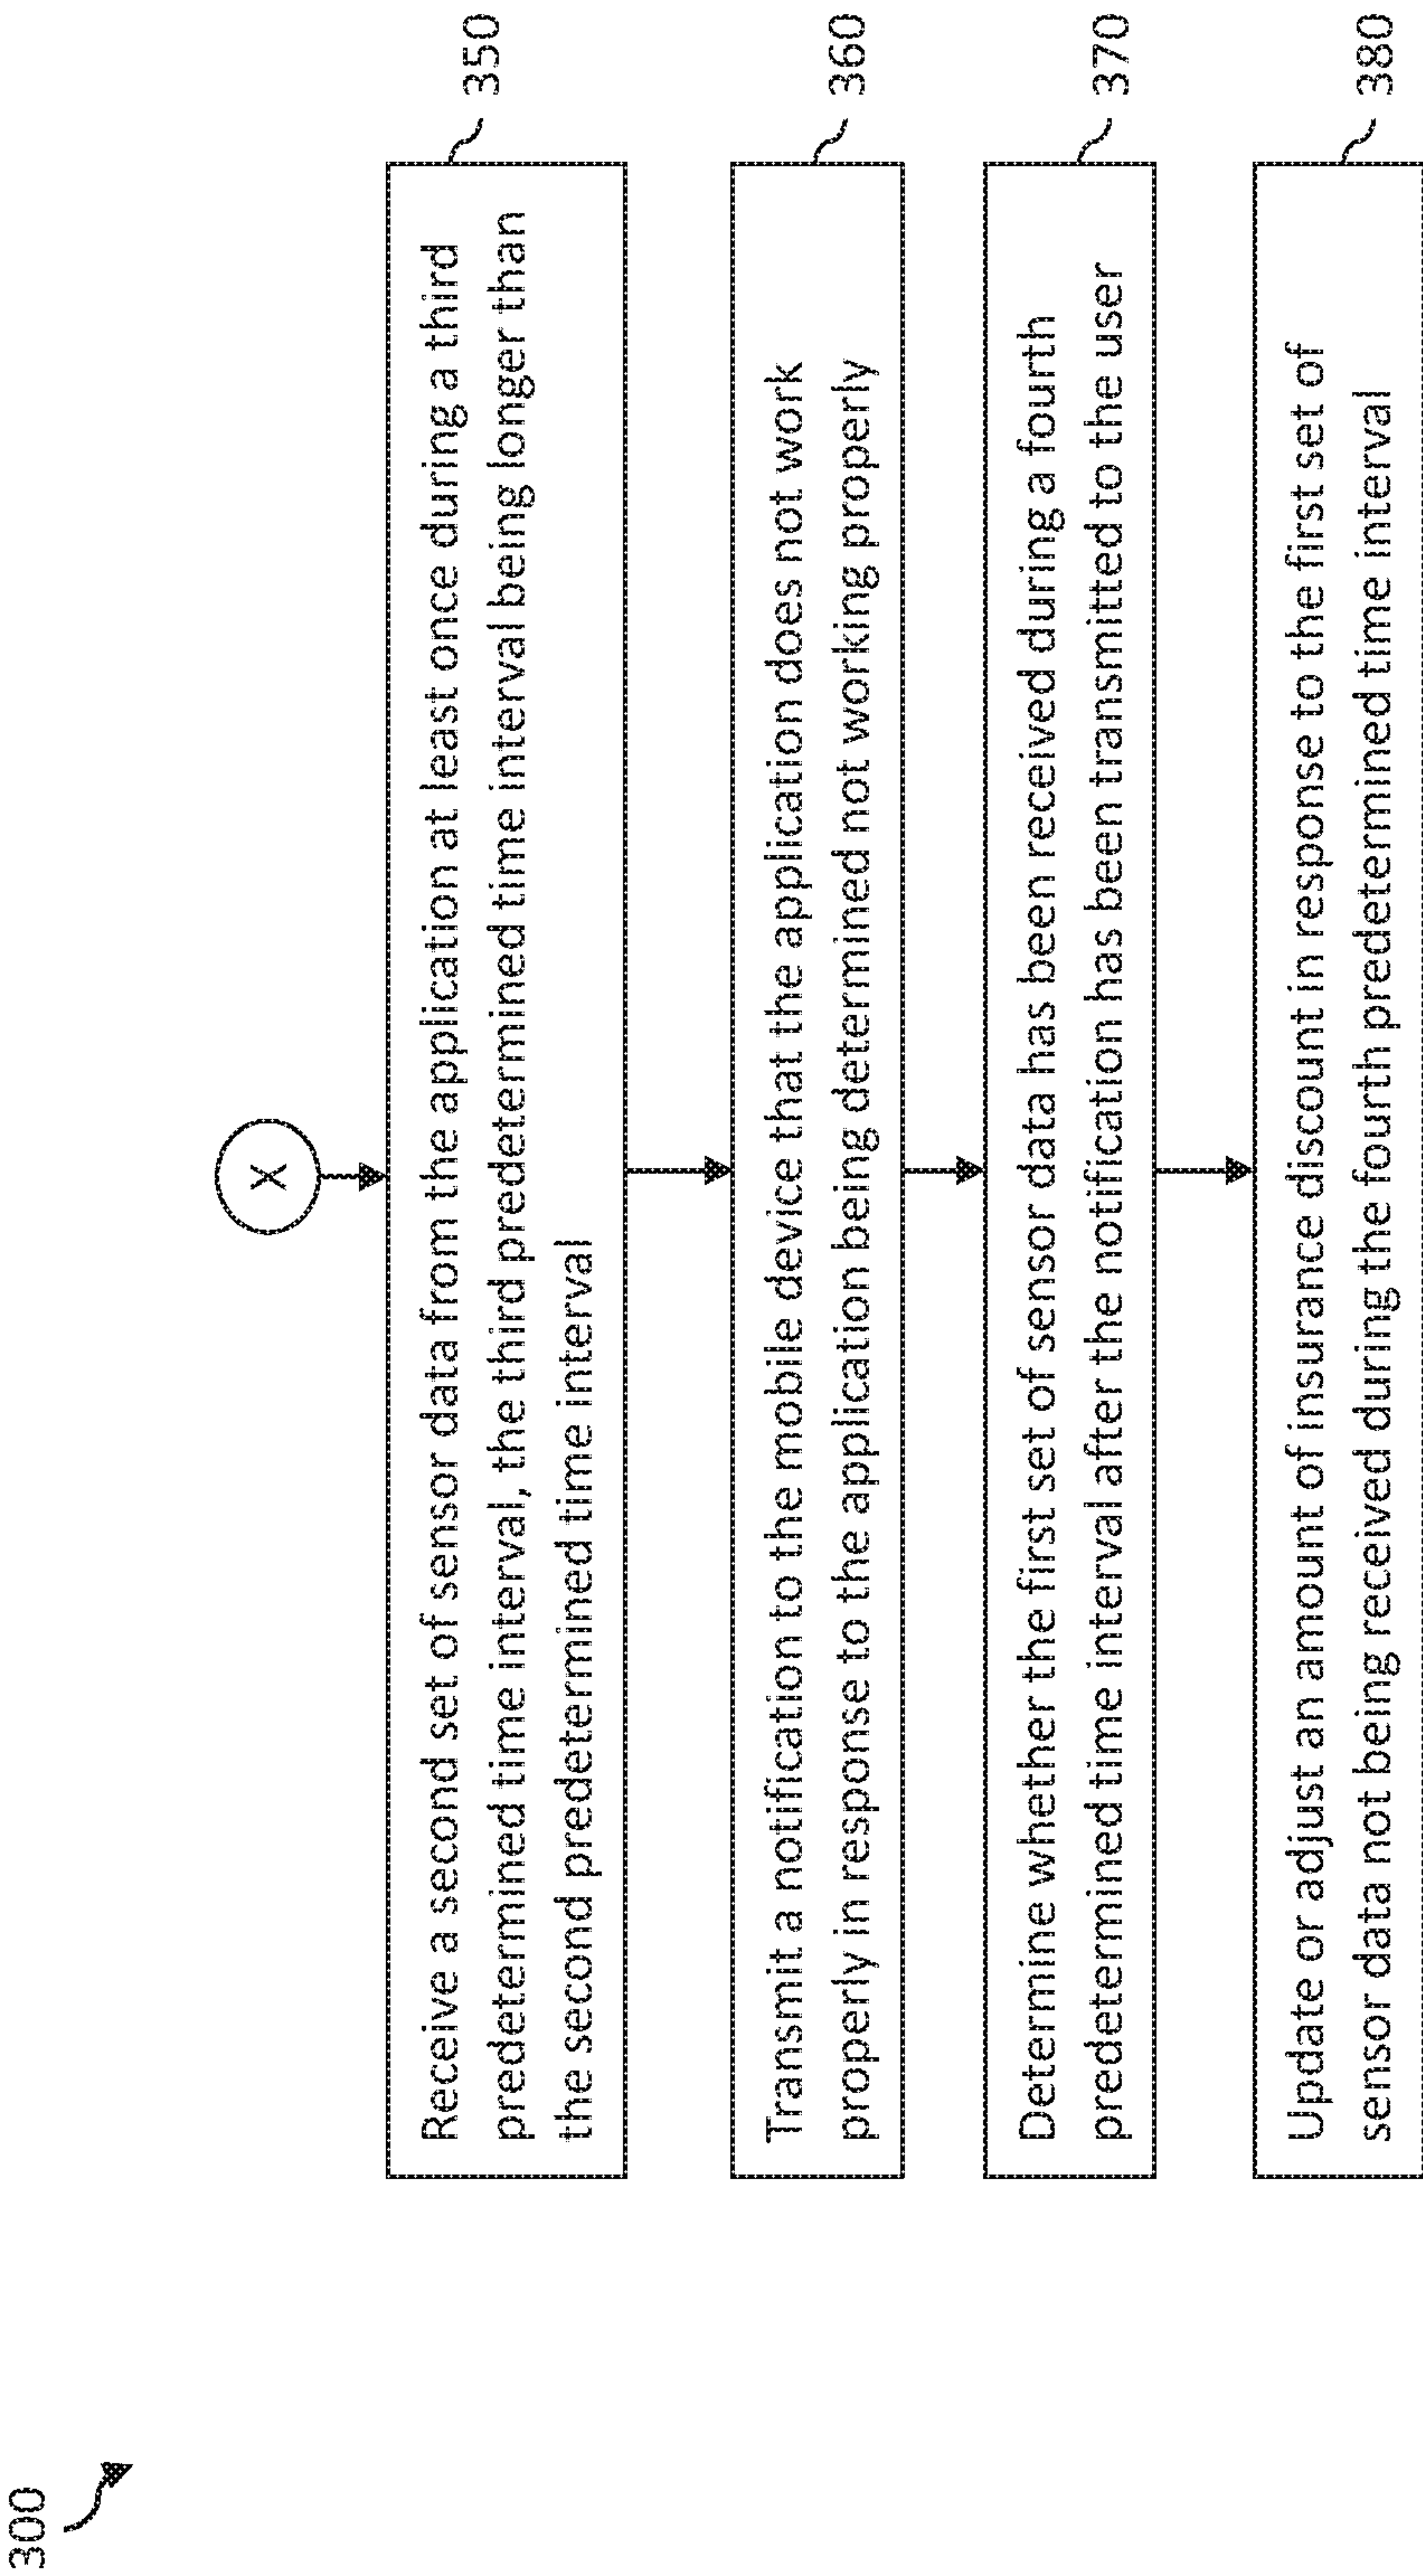 300
X
Receive a second set of sensor data from the application at least once during a third
predetermined time interval, the third predetermined time interval being longer than
the second predetermined time interval
350
Transmit a notification to the mobile device that the application does not work
properly in response to the application being determined not working properly
360
Determine whether the first set of sensor data has been received during a fourth
predetermined time interval after the notification has been transmitted to the user
370
Update or adjust an amount of insurance discount in response to the first set of
sensor data not being received during the fourth predetermined time interval
380